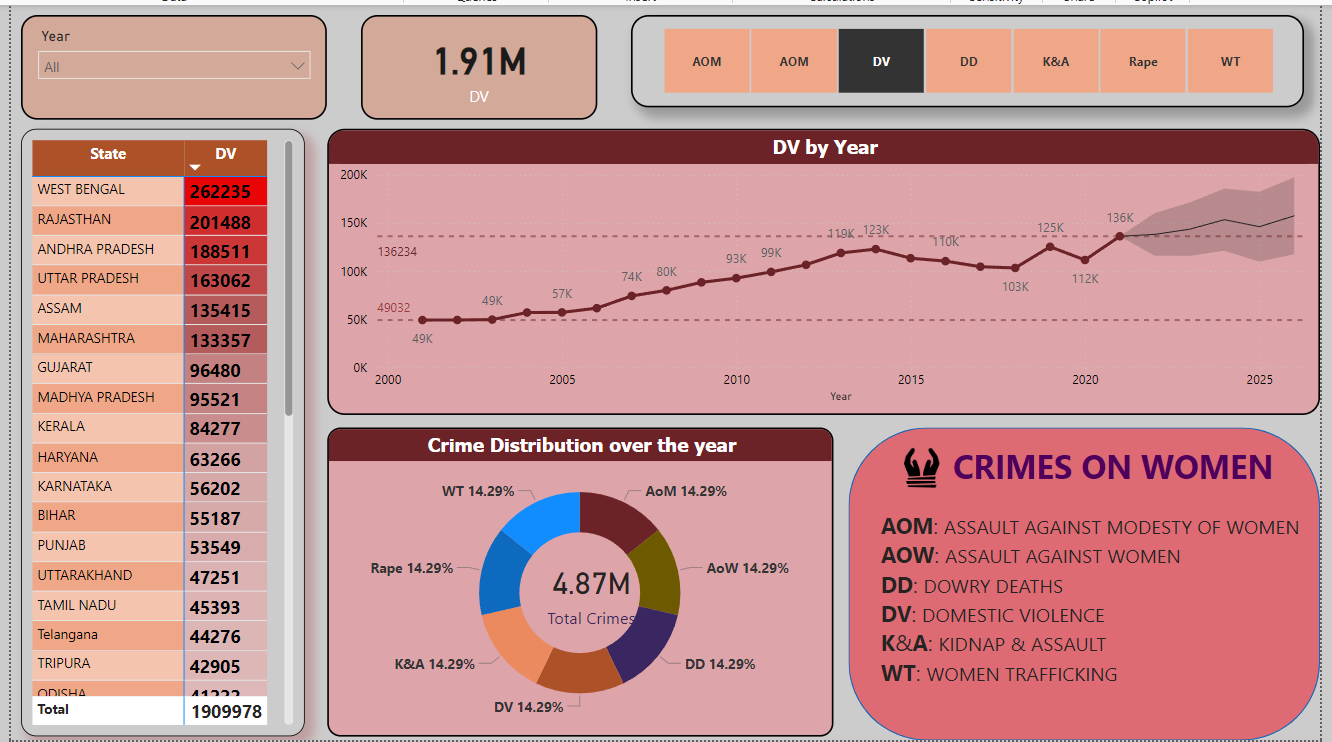 Year
All
1.91M
DV
AOM AOM DV DD K&A Rape WT
State DV
WEST BENGAL 262235
RAJASTHAN 201488
ANDHRA PRADESH 188511
UTTAR PRADESH 163062
ASSAM 135415
MAHARASHTRA 133357
GUJARAT 96480
MADHYA PRADESH 95521
KERALA 84277
HARYANA 63266
KARNATAKA 56202
BIHAR 55187
PUNJAB 53549
UTTARAKHAND 47251
TAMIL NADU 45393
Telangana 44276
TRIPURA 42905
ODISHA
Total 1909978
DV by Year
200K
150K
100K
50K
0K
136234
49032
49K
49K
57K
74K
80K
93K
99K
119K
123K
110K
103K
125K
112K
136K
2000 2005 2010 2015 2020 2025
Year
Crime Distribution over the year
WT 14.29%
AoM 14.29%
Rape 14.29%
AoW 14.29%
K&A 14.29%
DD 14.29%
DV 14.29%
4.87M
Total Crimes
CRIMES ON WOMEN
AOM: ASSAULT AGAINST MODESTY OF WOMEN
AOW: ASSAULT AGAINST WOMEN
DD: DOWRY DEATHS
DV: DOMESTIC VIOLENCE
K&A: KIDNAP & ASSAULT
WT: WOMEN TRAFFICKING